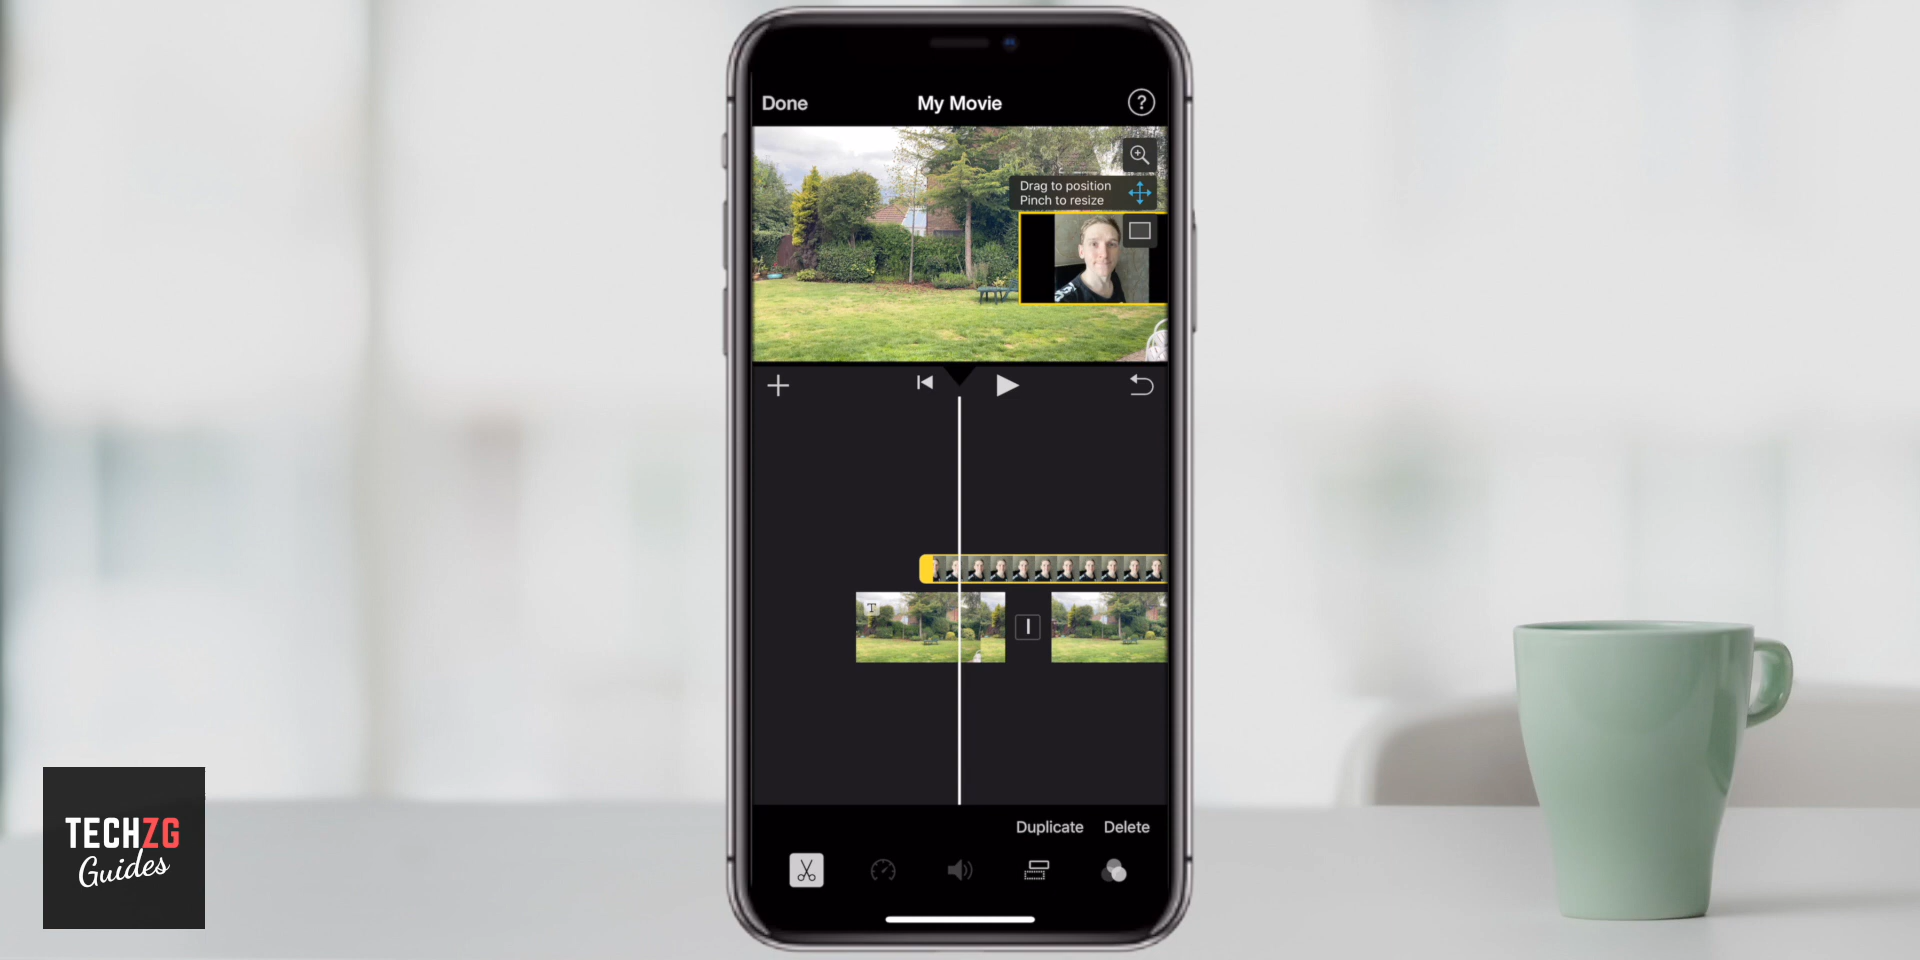 Done
My Movie
?
Drag to position
Pinch to resize
T
Duplicate
Delete
TECHZG
Guides